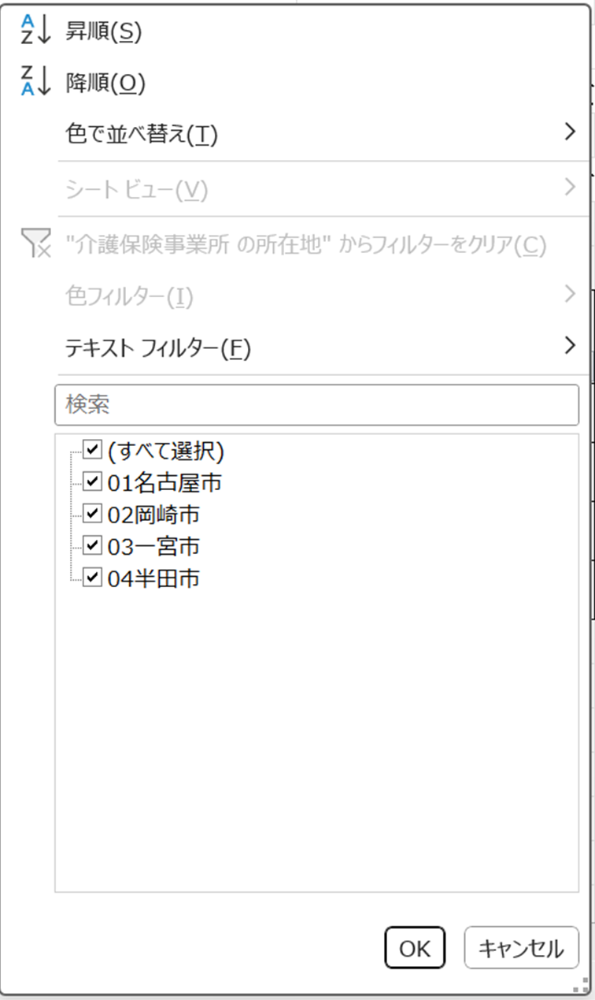 昇順(S)
降順(O)
色で並べ替え(T)
シート ビュー(V)
"介護保険事業所 の所在地" からフィルターをクリア(C)
色フィルター(I)
テキスト フィルター(F)
検索
(すべて選択)
01名古屋市
02岡崎市
03一宮市
04半田市
OK キャンセル